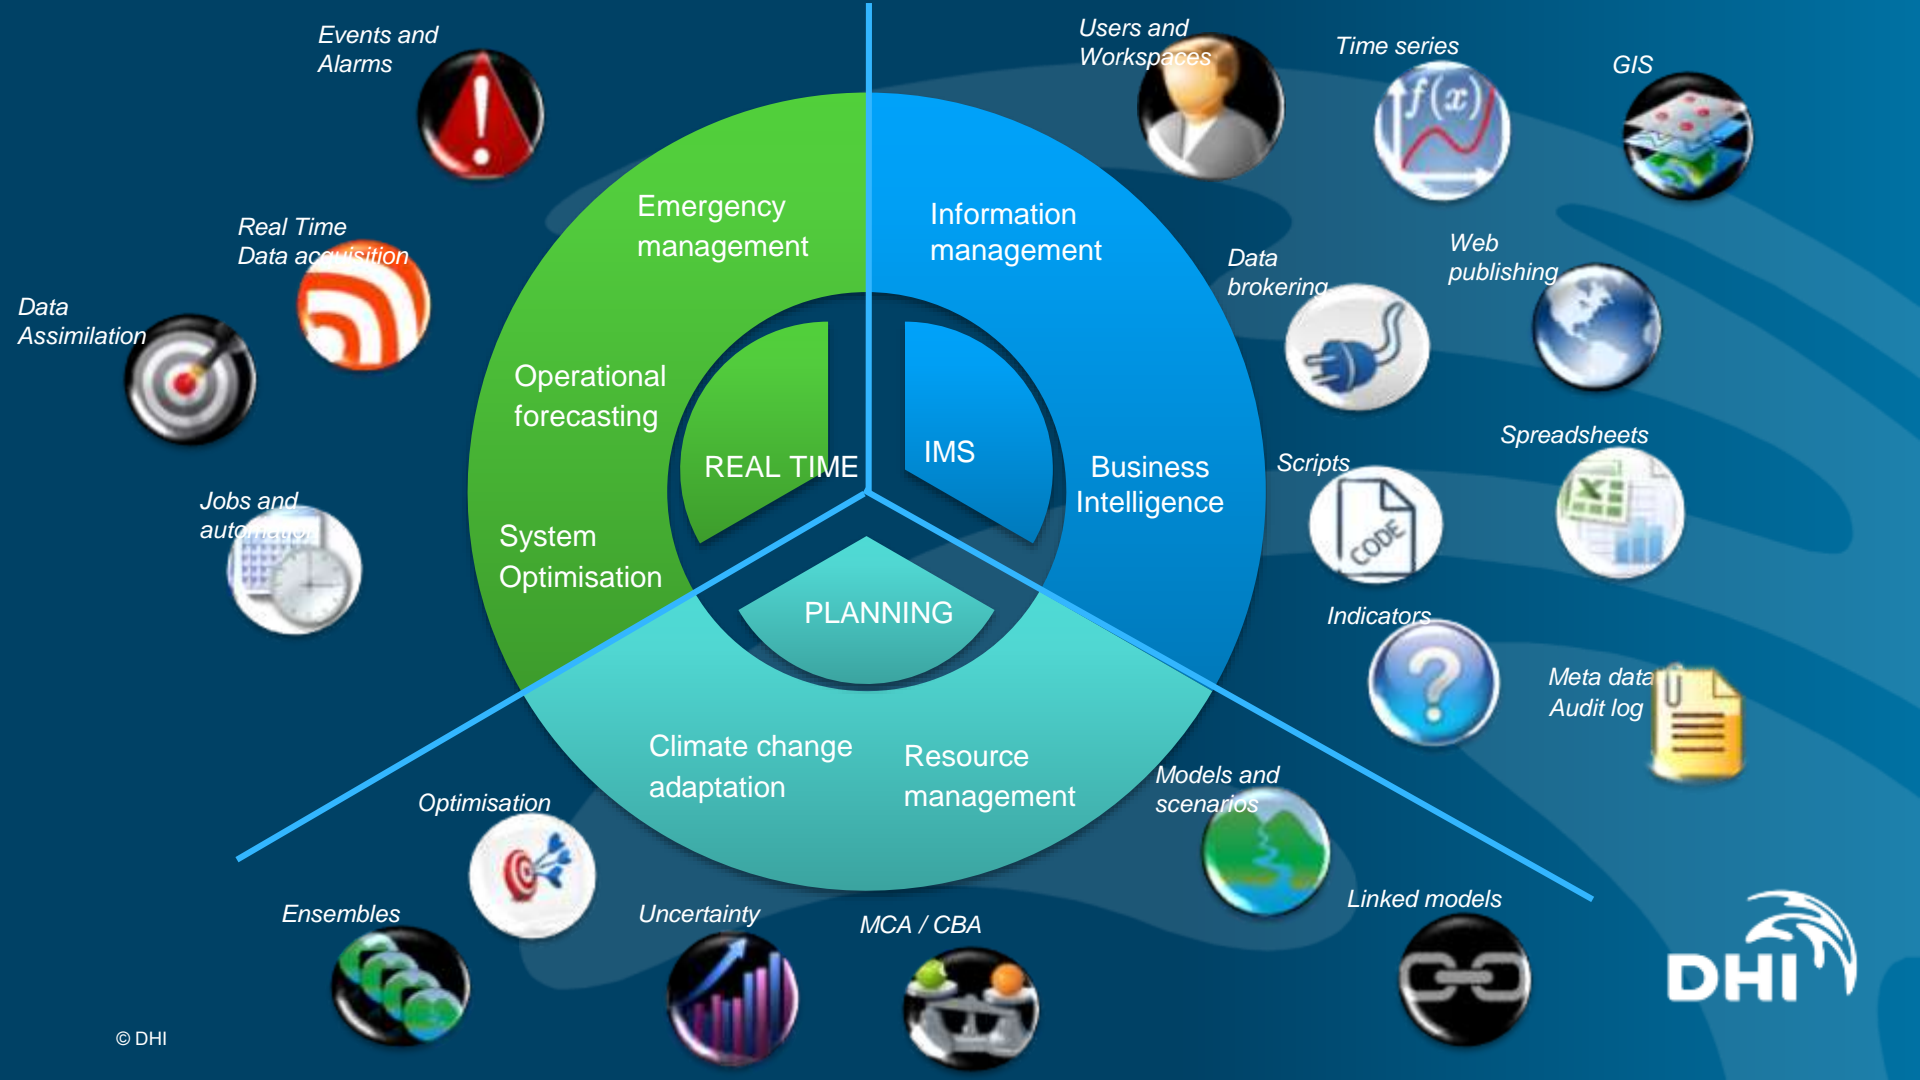 Events and
Alarms
Users and
Workspaces
Time series
GIS
f(x)
Emergency
management
Information
management
Real Time
Data acquisition
Data
brokering
Web
publishing
Data
Assimilation
Operational
forecasting
REAL TIME
IMS
Business
Intelligence
Scripts
CODE
Spreadsheets
X
Jobs and
automation
System
Optimisation
PLANNING
Indicators
?
Meta data
Audit log
Climate change
adaptation
Resource
management
Models and
scenarios
Optimisation
Ensembles
Uncertainty
MCA / CBA
Linked models
DHI
© DHI